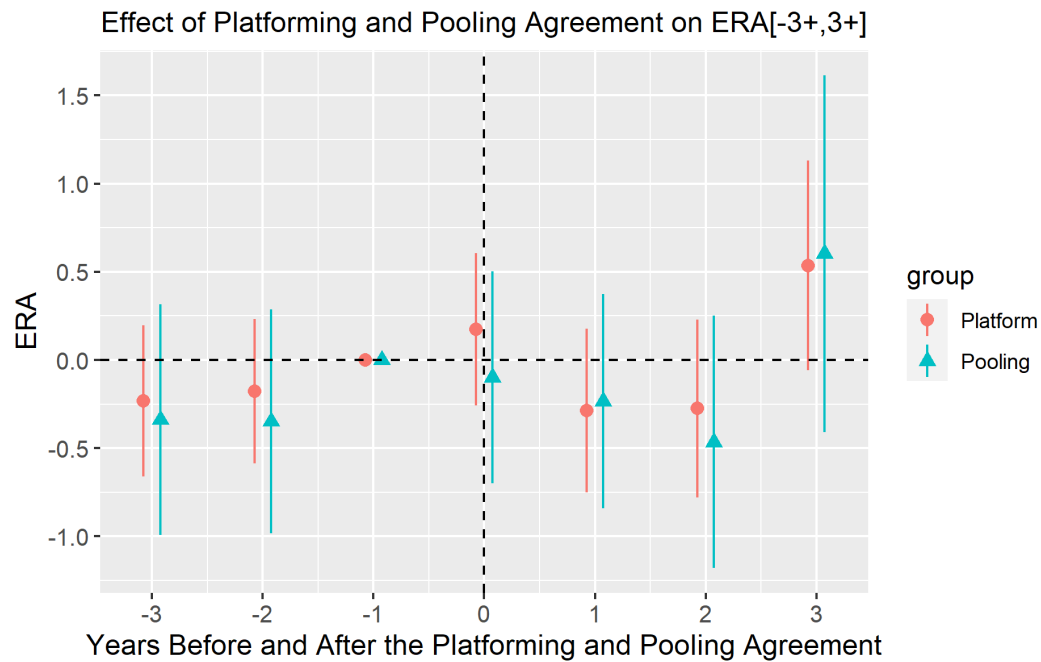 Effect of Platforming and Pooling Agreement on ERA[-3+,3+]
1.5
1.0
0.5
0.0
-0.5
-1.0
ERA
-3 -2 -1 0 1 2 3
Years Before and After the Platforming and Pooling Agreement
group
Platform
Pooling